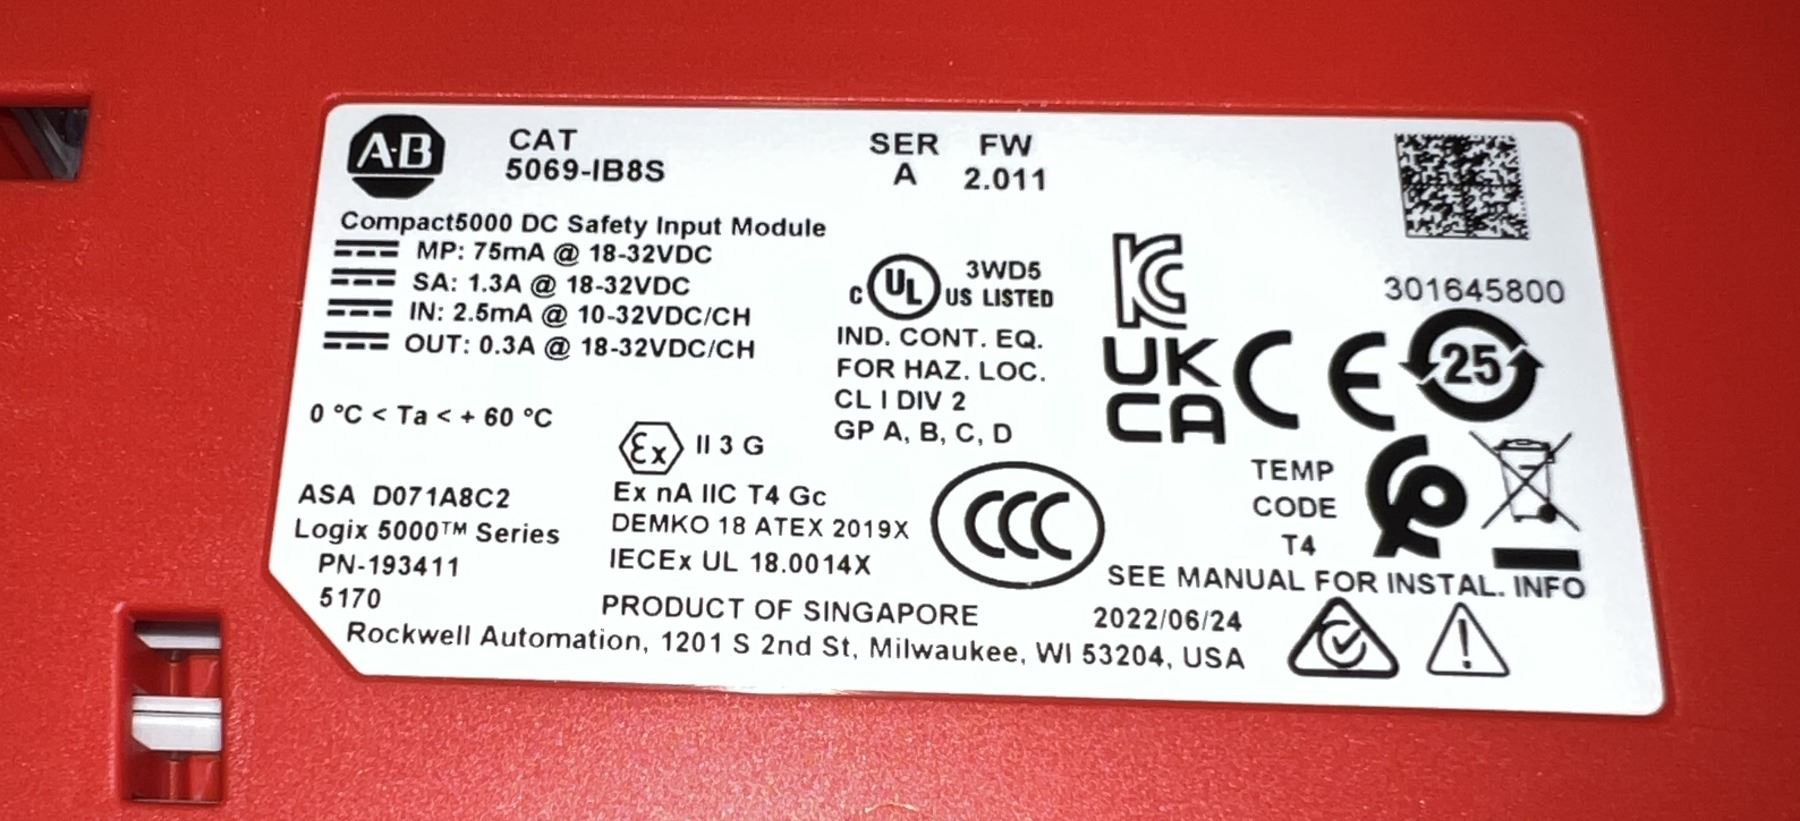 A·B
CAT
5069-IB8S
SER FW
A 2.011
Compact5000 DC Safety Input Module
MP: 75mA @ 18-32VDC
SA: 1.3A @ 18-32VDC
IN: 2.5mA @ 10-32VDC/CH
OUT: 0.3A @ 18-32VDC/CH
0 °C < Ta < + 60 °C
ASA D071A8C2
Logix 5000™ Series
PN-193411
5170
C UL US LISTED
3WD5
IND. CONT. EQ.
FOR HAZ. LOC.
CL I DIV 2
GP A, B, C, D
Ex II 3 G
Ex nA IIC T4 Gc
DEMKO 18 ATEX 2019X
IECEx UL 18.0014X
CCC
KC
UK
CA
CE
301645800
25
TEMP
CODE
T4
SEE MANUAL FOR INSTAL. INFO
PRODUCT OF SINGAPORE
2022/06/24
Rockwell Automation, 1201 S 2nd St, Milwaukee, WI 53204, USA